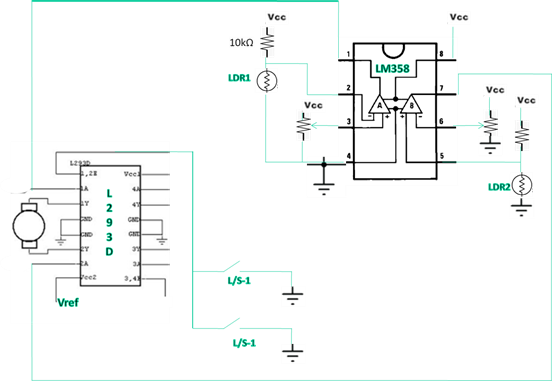 Vcc
Vcc
10kΩ
1
8
LM358
LDR1
2
7
Vcc
Vcc
Vcc
A
B
- +
+ -
3
6
4
5
LDR2
L293D
1,2E
Vcc1
1A
4A
1Y
4Y
GND
GND
GND
GND
2Y
3Y
2A
3A
Vcc2
3,4E
L
2
9
3
D
Vref
L/S-1
L/S-1